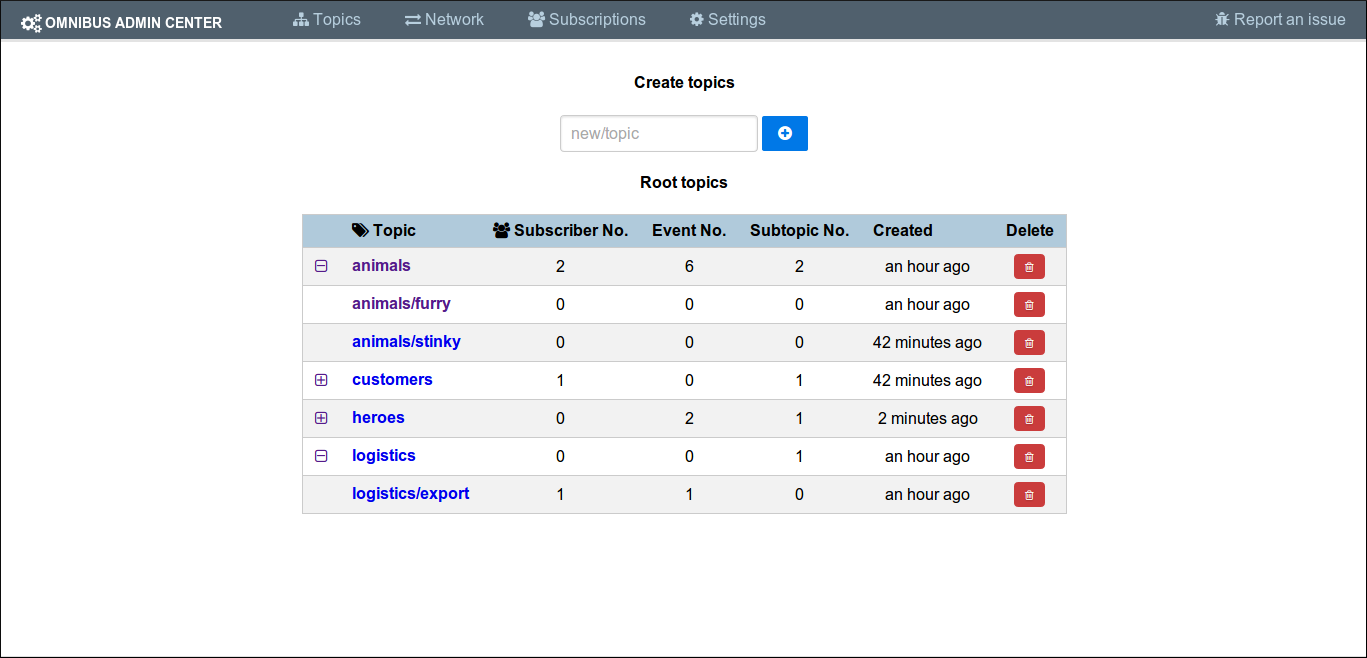 OMNIBUS ADMIN CENTER Topics Network Subscriptions Settings Report an issue
Create topics
new/topic
Root topics
Topic Subscriber No. Event No. Subtopic No. Created Delete
animals 2 6 2 an hour ago
animals/furry 0 0 0 an hour ago
animals/stinky 0 0 0 42 minutes ago
customers 1 0 1 42 minutes ago
heroes 0 2 1 2 minutes ago
logistics 0 0 1 an hour ago
logistics/export 1 1 0 an hour ago